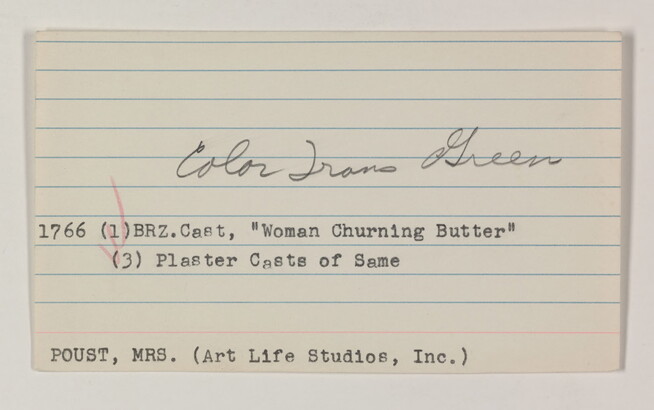 Color Trans Green
1766 (1)BRZ.Cast, "Woman Churning Butter"
(3) Plaster Casts of Same
POUST, MRS. (Art Life Studios, Inc.)